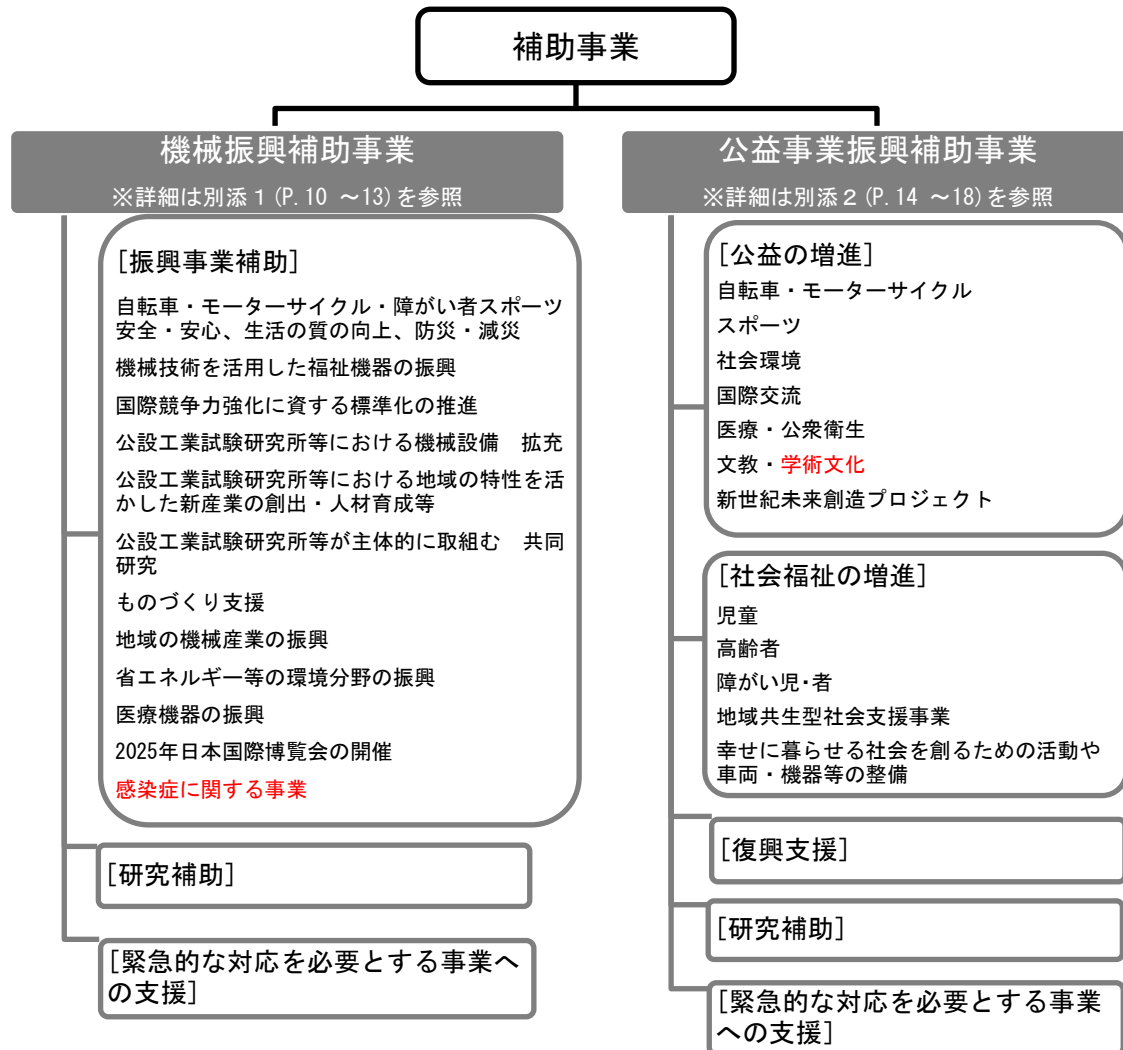 補助事業
機械振興補助事業
※詳細は別添１(P.10 ～13)を参照
[振興事業補助]
自転車・モーターサイクル・障がい者スポーツ
安全・安心、生活の質の向上、防災・減災
機械技術を活用した福祉機器の振興
国際競争力強化に資する標準化の推進
公設工業試験研究所等における機械設備　拡充
公設工業試験研究所等における地域の特性を活
かした新産業の創出・人材育成等
公設工業試験研究所等が主体的に取組む　共同
研究
ものづくり支援
地域の機械産業の振興
省エネルギー等の環境分野の振興
医療機器の振興
2025年日本国際博覧会の開催
感染症に関する事業
[研究補助]
[緊急的な対応を必要とする事業へ
の支援]
公益事業振興補助事業
※詳細は別添２(P.14 ～18)を参照
[公益の増進]
自転車・モーターサイクル
スポーツ
社会環境
国際交流
医療・公衆衛生
文教・学術文化
新世紀未来創造プロジェクト
[社会福祉の増進]
児童
高齢者
障がい児･者
地域共生型社会支援事業
幸せに暮らせる社会を創るための活動や
車両・機器等の整備
[復興支援]
[研究補助]
[緊急的な対応を必要とする事業
への支援]